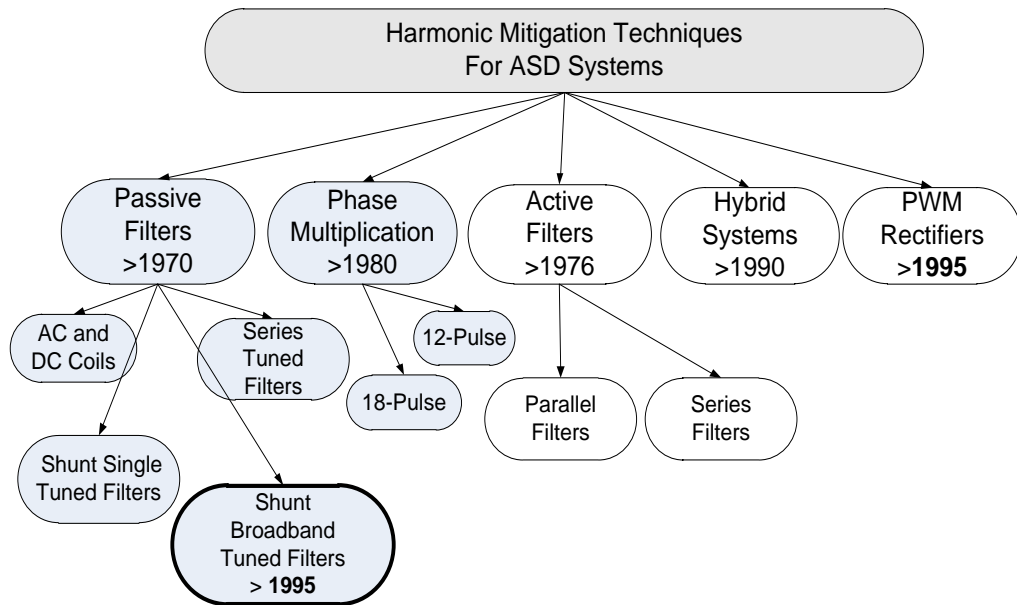 Harmonic Mitigation Techniques
For ASD Systems
Passive
Filters
>1970
Phase
Multiplication
>1980
Active
Filters
>1976
Hybrid
Systems
>1990
PWM
Rectifiers
>1995
AC and
DC Coils
Series
Tuned
Filters
12-Pulse
18-Pulse
Parallel
Filters
Series
Filters
Shunt Single
Tuned Filters
Shunt
Broadband
Tuned Filters
> 1995